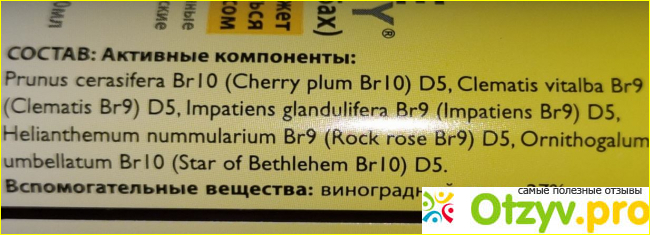 СОСТАВ: Активные компоненты:
Prunus cerasifera Br10 (Cherry plum Br10) D5, Clematis vitalba Br9
(Clematis Br9) D5, Impatiens glandulifera Br9 (Impatiens Br9) D5,
Helianthemum nummularium Br9 (Rock rose Br9) D5, Ornithogalum
umbellatum Br10 (Star of Bethlehem Br10) D5.
Вспомогательные вещества:
самые полезные отзывы
Otzyv.pro